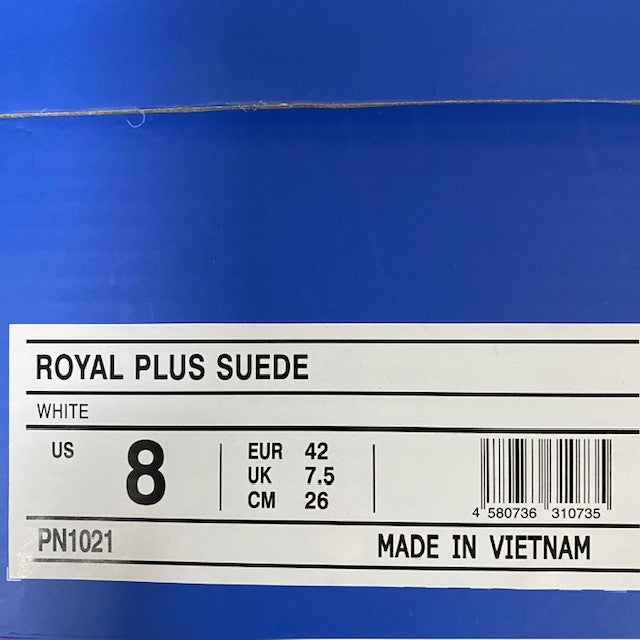 ROYAL PLUS SUEDE
WHITE
US 8
EUR 42
UK 7.5
CM 26
4 580736 310735
PN1021 MADE IN VIETNAM